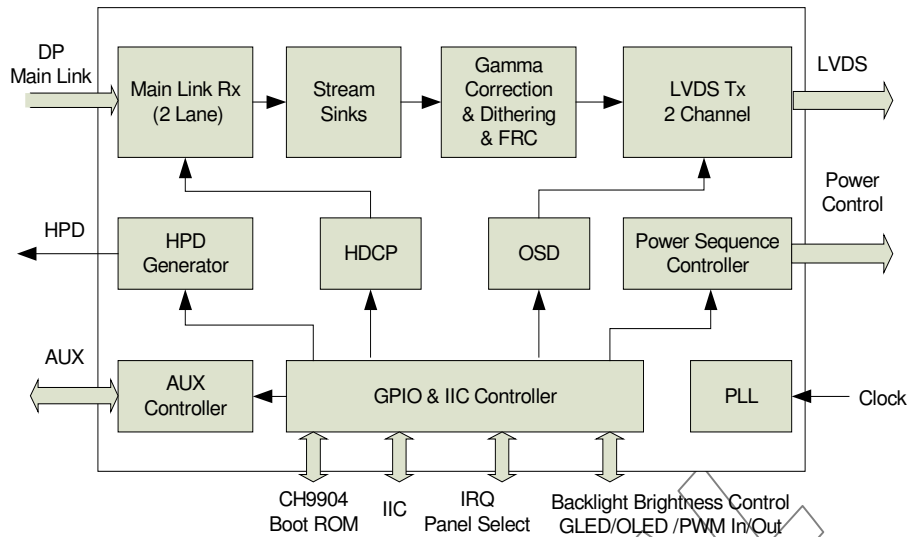 DP
Main Link
Main Link Rx
(2 Lane)
Stream
Sinks
Gamma
Correction
& Dithering
& FRC
LVDS Tx
2 Channel
LVDS
Power
Control
HPD
HPD
Generator
HDCP
OSD
Power Sequence
Controller
AUX
AUX
Controller
GPIO & IIC Controller
PLL
Clock
CH9904
Boot ROM
IIC
IRQ
Panel Select
Backlight Brightness Control
GLED/OLED /PWM In/Out